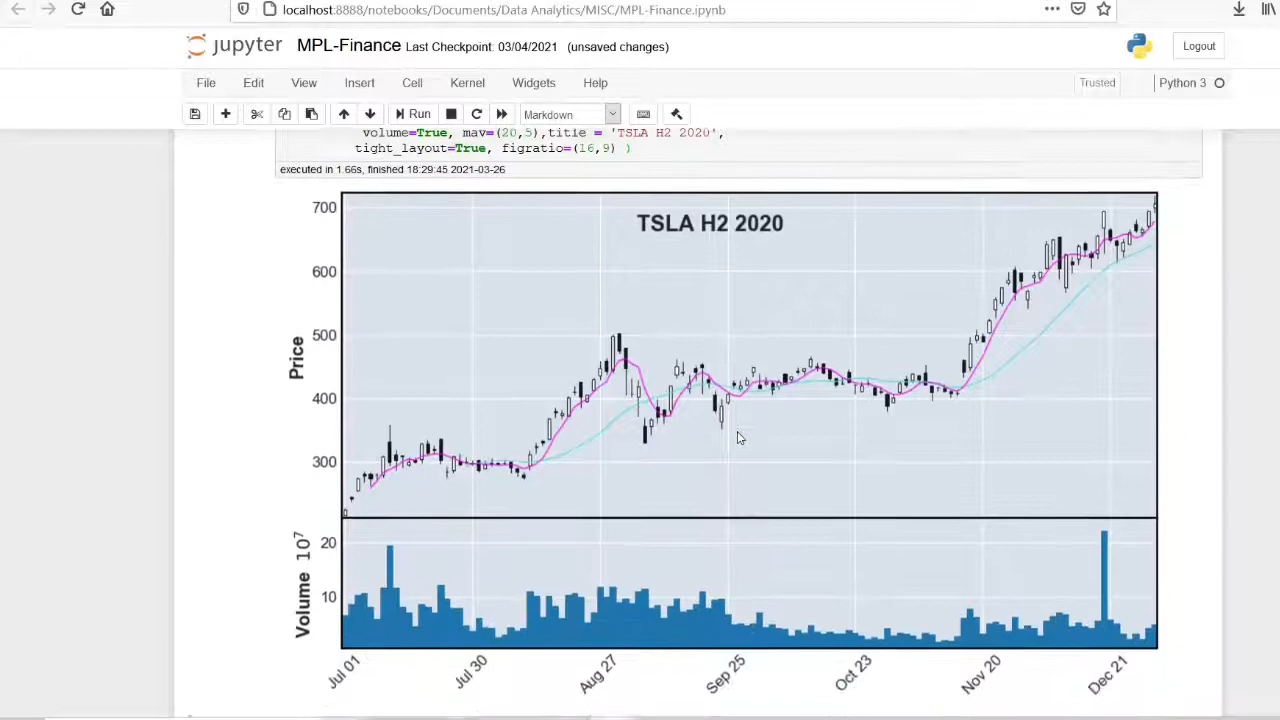 localhost:8888/notebooks/Documents/Data Analytics/MISC/MPL-Finance.ipynb
jupyter MPL-Finance Last Checkpoint: 03/04/2021 (unsaved changes) Logout
File Edit View Insert Cell Kernel Widgets Help Trusted Python 3
Run Markdown
volume=True, mav=(20,5),title = 'TSLA H2 2020',
tight_layout=True, figratio=(16,9) )
executed in 1.66s, finished 18:29:45 2021-03-26
TSLA H2 2020
700
600
500
400
300
Price
20
10
Volume 10^7
Jul 01 Jul 30 Aug 27 Sep 25 Oct 23 Nov 20 Dec 21